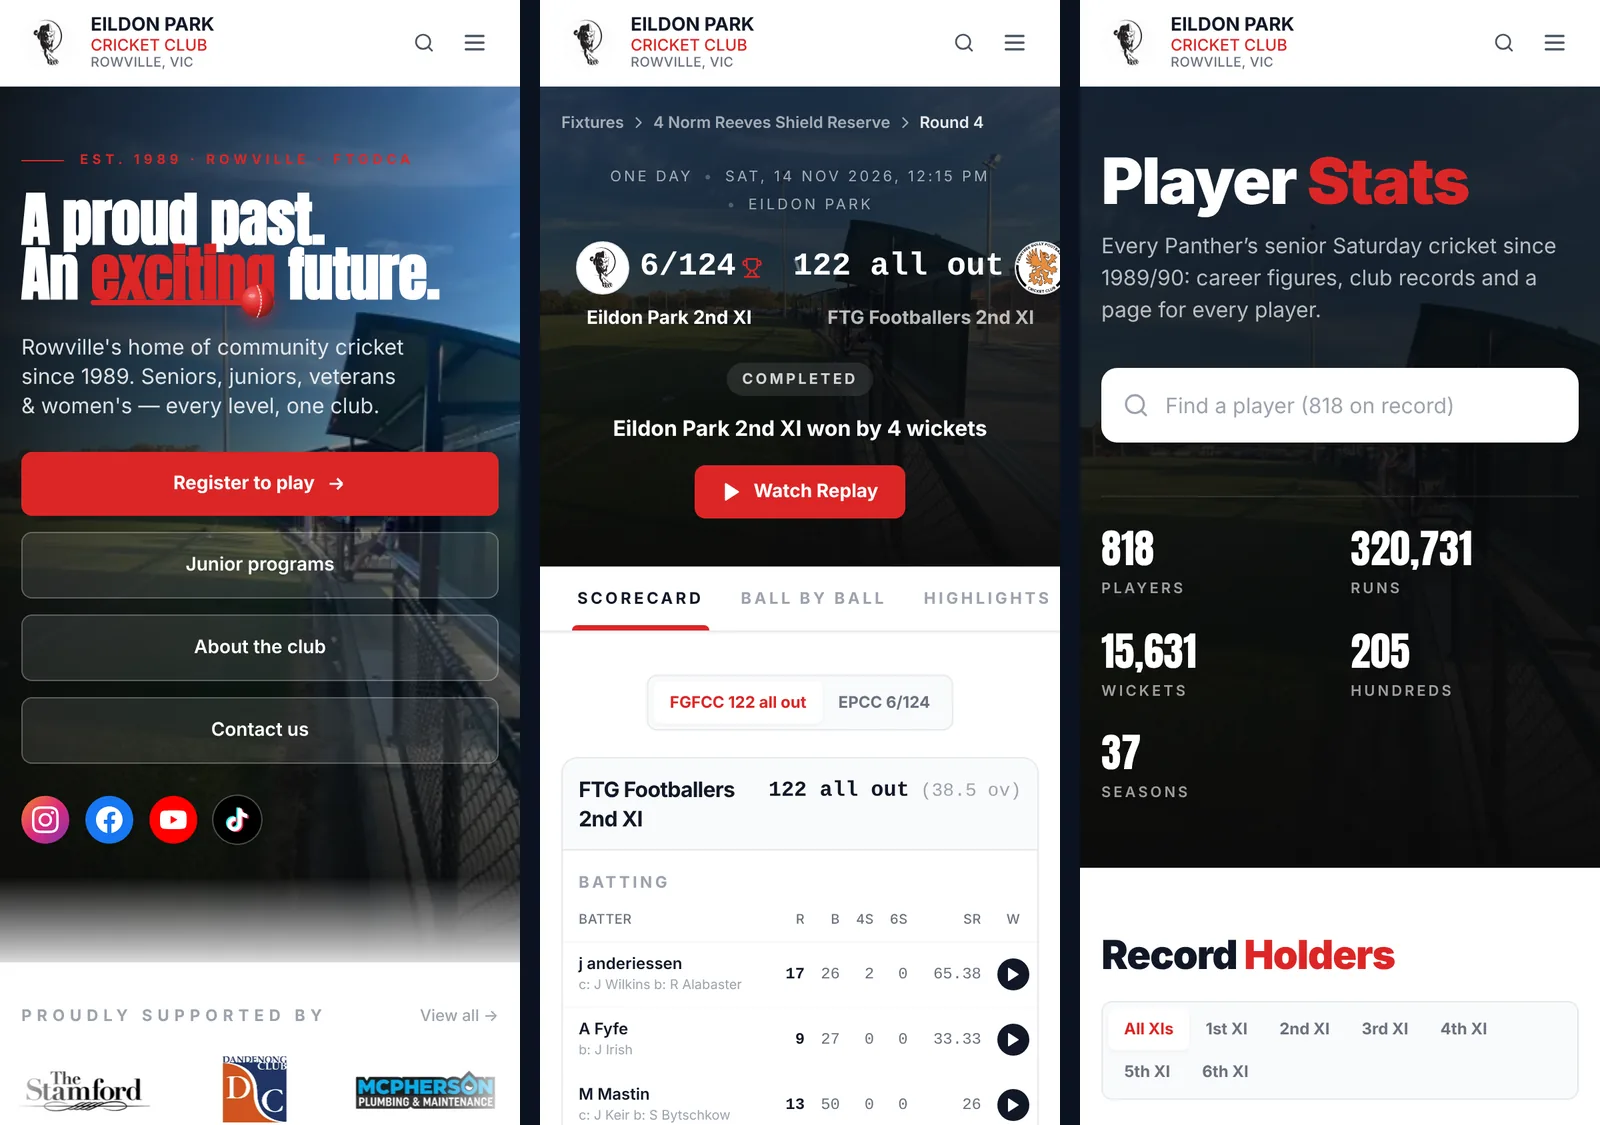 EILDON PARK
CRICKET CLUB
ROWVILLE, VIC
EST. 1989 · ROWVILLE · FTGDCA
A proud past.
An exciting future.
Rowville's home of community cricket
since 1989. Seniors, juniors, veterans
& women's — every level, one club.
Register to play →
Junior programs
About the club
Contact us
PROUDLY SUPPORTED BY
View all →
The Stamford
DANDENONG CLUB
DC
MCPHERSON
PLUMBING & MAINTENANCE
EILDON PARK
CRICKET CLUB
ROWVILLE, VIC
Fixtures > 4 Norm Reeves Shield Reserve > Round 4
ONE DAY • SAT, 14 NOV 2026, 12:15 PM
• EILDON PARK
6/124 122 all out
Eildon Park 2nd XI FTG Footballers 2nd XI
COMPLETED
Eildon Park 2nd XI won by 4 wickets
Watch Replay
SCORECARD BALL BY BALL HIGHLIGHTS
FGFCC 122 all out EPCC 6/124
FTG Footballers 2nd XI 122 all out (38.5 ov)
BATTING
BATTER R B 4S 6S SR W
j anderiessen 17 26 2 0 65.38
c: J Wilkins b: R Alabaster
A Fyfe 9 27 0 0 33.33
b: J Irish
M Mastin 13 50 0 0 26
c: J Keir b: S Bytschkow
EILDON PARK
CRICKET CLUB
ROWVILLE, VIC
Player Stats
Every Panther's senior Saturday cricket since
1989/90: career figures, club records and a
page for every player.
Find a player (818 on record)
818 320,731
PLAYERS RUNS
15,631 205
WICKETS HUNDREDS
37
SEASONS
Record Holders
All XIs 1st XI 2nd XI 3rd XI 4th XI
5th XI 6th XI